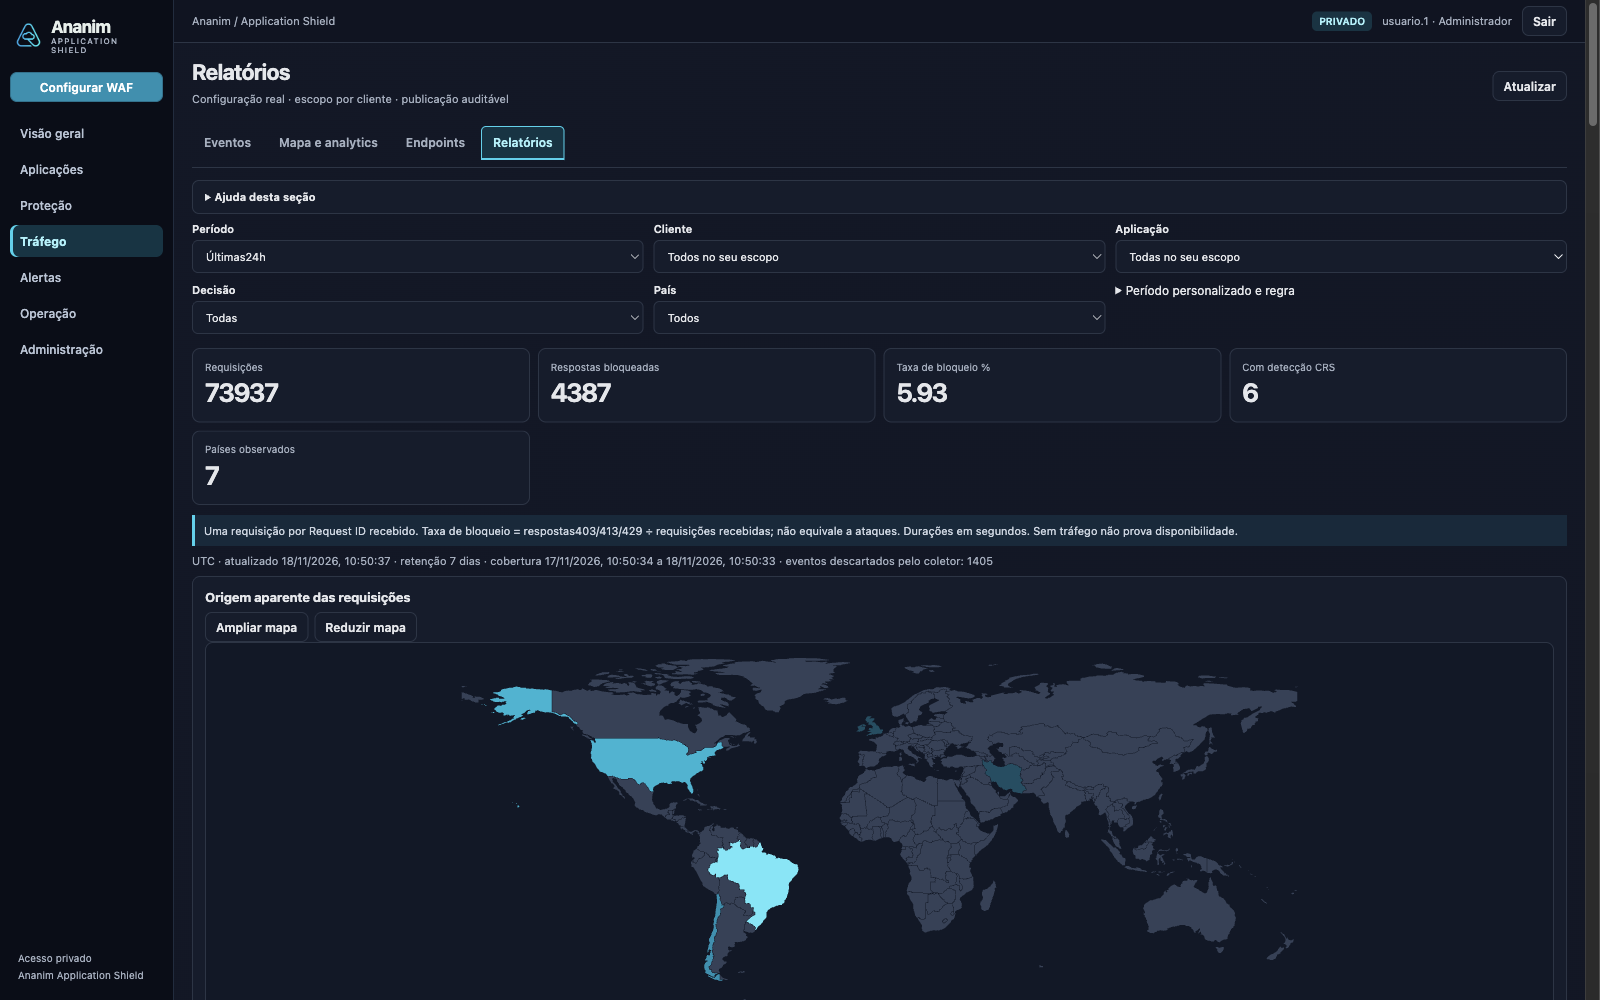 Ananim
APPLICATION
SHIELD
Configurar WAF
Visão geral
Aplicações
Proteção
Tráfego
Alertas
Operação
Administração
Acesso privado
Ananim Application Shield
Ananim / Application Shield
PRIVADO
usuario.1 · Administrador
Sair
Relatórios
Configuração real · escopo por cliente · publicação auditável
Atualizar
Eventos
Mapa e analytics
Endpoints
Relatórios
Ajuda desta seção
Período
Últimas24h
Cliente
Todos no seu escopo
Aplicação
Todas no seu escopo
Decisão
Todas
País
Todos
Período personalizado e regra
Requisições
73937
Respostas bloqueadas
4387
Taxa de bloqueio %
5.93
Com detecção CRS
6
Países observados
7
Uma requisição por Request ID recebido. Taxa de bloqueio = respostas403/413/429 ÷ requisições recebidas; não equivale a ataques. Durações em segundos. Sem tráfego não prova disponibilidade.
UTC · atualizado 18/11/2026, 10:50:37 · retenção 7 dias · cobertura 17/11/2026, 10:50:34 a 18/11/2026, 10:50:33 · eventos descartados pelo coletor: 1405
Origem aparente das requisições
Ampliar mapa
Reduzir mapa